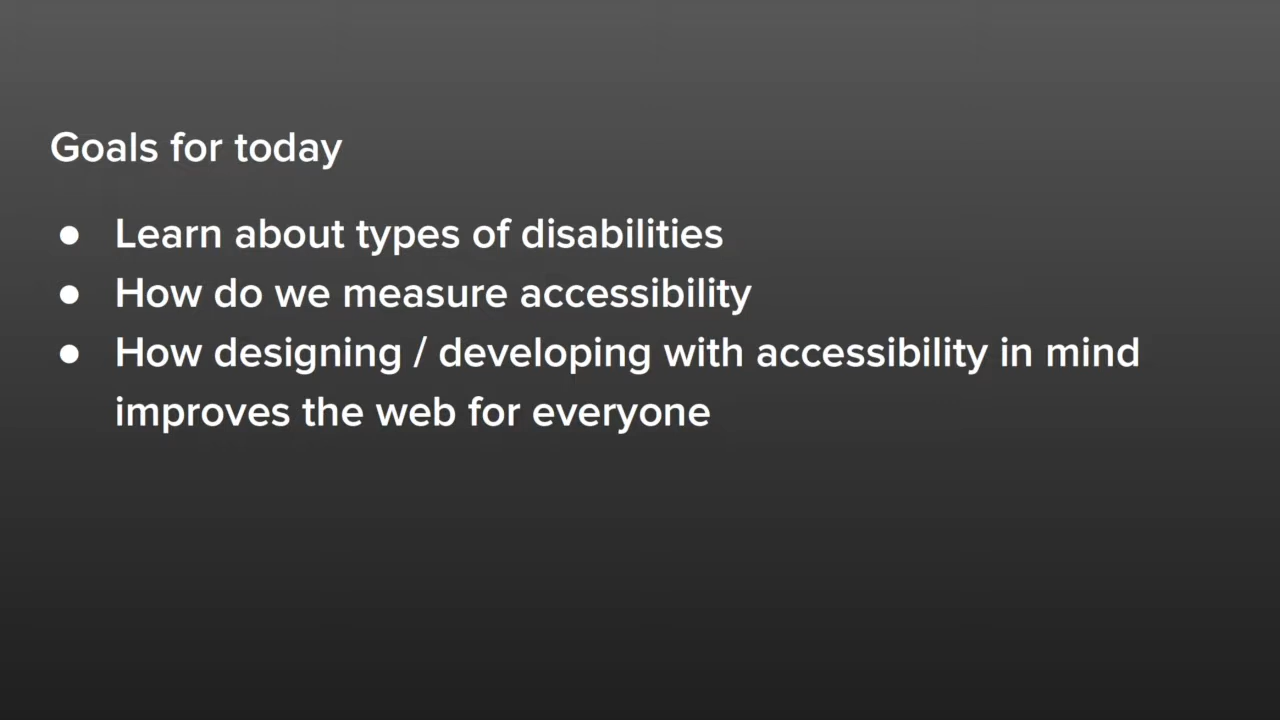 Goals for today
● Learn about types of disabilities
● How do we measure accessibility
● How designing / developing with accessibility in mind
improves the web for everyone